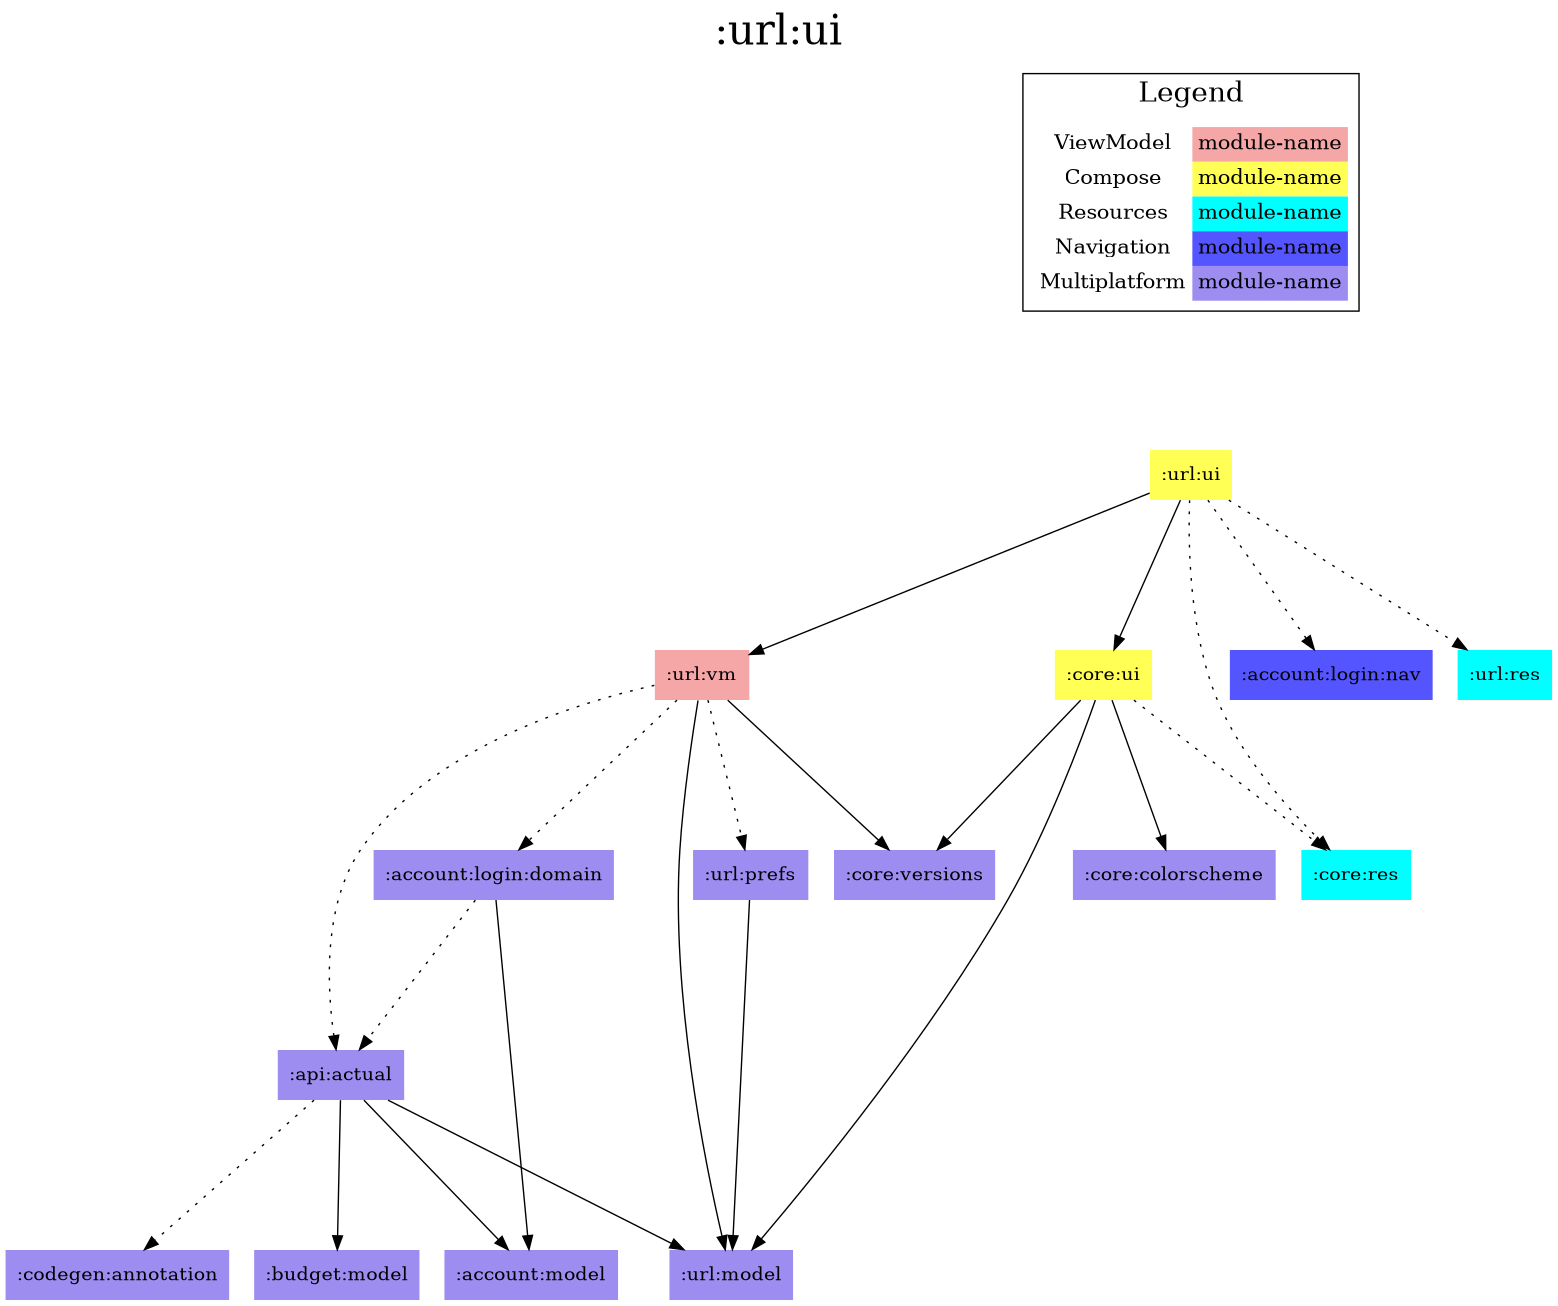 :url:ui
Legend
ViewModel module-name
Compose module-name
Resources module-name
Navigation module-name
Multiplatform module-name
:url:ui
:url:vm
:core:ui
:account:login:nav
:url:res
:account:login:domain
:url:prefs
:core:versions
:core:colorscheme
:core:res
:api:actual
:codegen:annotation
:budget:model
:account:model
:url:model